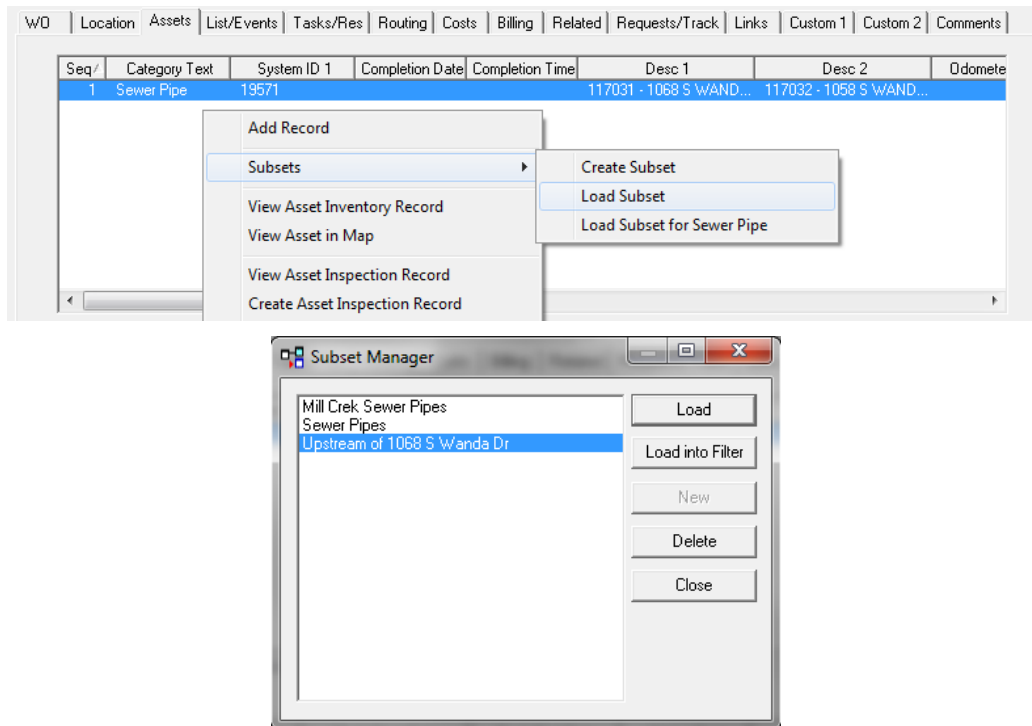 WO Location Assets List/Events Tasks/Res Routing Costs Billing Related Requests/Track Links Custom 1 Custom 2 Comments
Seq Category Text System ID 1 Completion Date Completion Time Desc 1 Desc 2 Odomete
1 Sewer Pipe 19571 117031 - 1068 S WAND... 117032 - 1058 S WAND...
Add Record
Subsets
Create Subset
Load Subset
Load Subset for Sewer Pipe
View Asset Inventory Record
View Asset in Map
View Asset Inspection Record
Create Asset Inspection Record
Subset Manager
Mill Crek Sewer Pipes
Sewer Pipes
Upstream of 1068 S Wanda Dr
Load
Load into Filter
New
Delete
Close